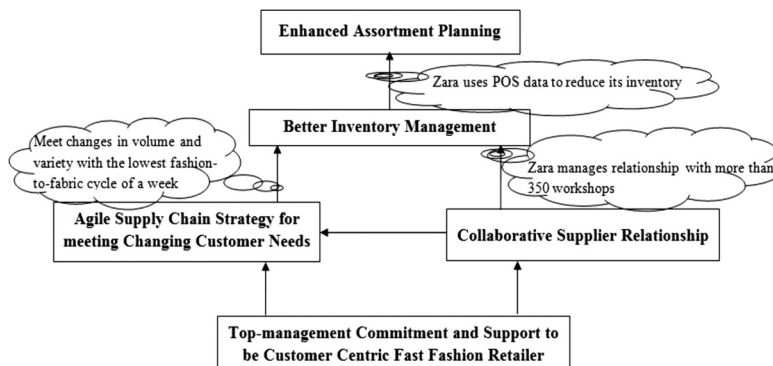 Enhanced Assortment Planning
Zara uses POS data to reduce its inventory
Better Inventory Management
Meet changes in volume and
variety with the lowest fashion-
to-fabric cycle of a week
Zara manages relationship with more than
350 workshops
Agile Supply Chain Strategy for
meeting Changing Customer Needs
Collaborative Supplier Relationship
Top-management Commitment and Support to
be Customer Centric Fast Fashion Retailer